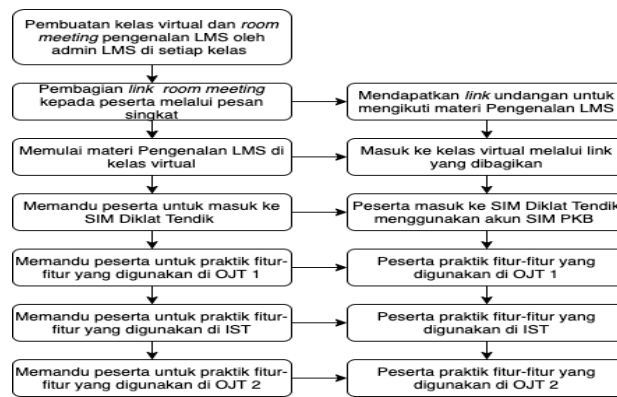 Pembuatan kelas virtual dan room
meeting pengenalan LMS oleh
admin LMS di setiap kelas
Pembagian link room meeting
kepada peserta melalui pesan
singkat
Mendapatkan link undangan untuk
mengikuti materi Pengenalan LMS
Memulai materi Pengenalan LMS di
kelas virtual
Masuk ke kelas virtual melalui link
yang dibagikan
Memandu peserta untuk masuk ke
SIM Diklat Tendik
Peserta masuk ke SIM Diklat Tendik
menggunakan akun SIM PKB
Memandu peserta untuk praktik fitur-
fitur yang digunakan di OJT 1
Peserta praktik fitur-fitur yang
digunakan di OJT 1
Memandu peserta untuk praktik fitur-
fitur yang digunakan di IST
Peserta praktik fitur-fitur yang
digunakan di IST
Memandu peserta untuk praktik fitur-
fitur yang digunakan di OJT 2
Peserta praktik fitur-fitur yang
digunakan di OJT 2